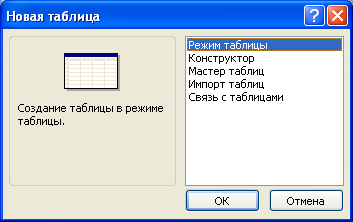 Новая таблица
Создание таблицы в режиме
таблицы.
Режим таблицы
Конструктор
Мастер таблиц
Импорт таблиц
Связь с таблицами
OK
Отмена